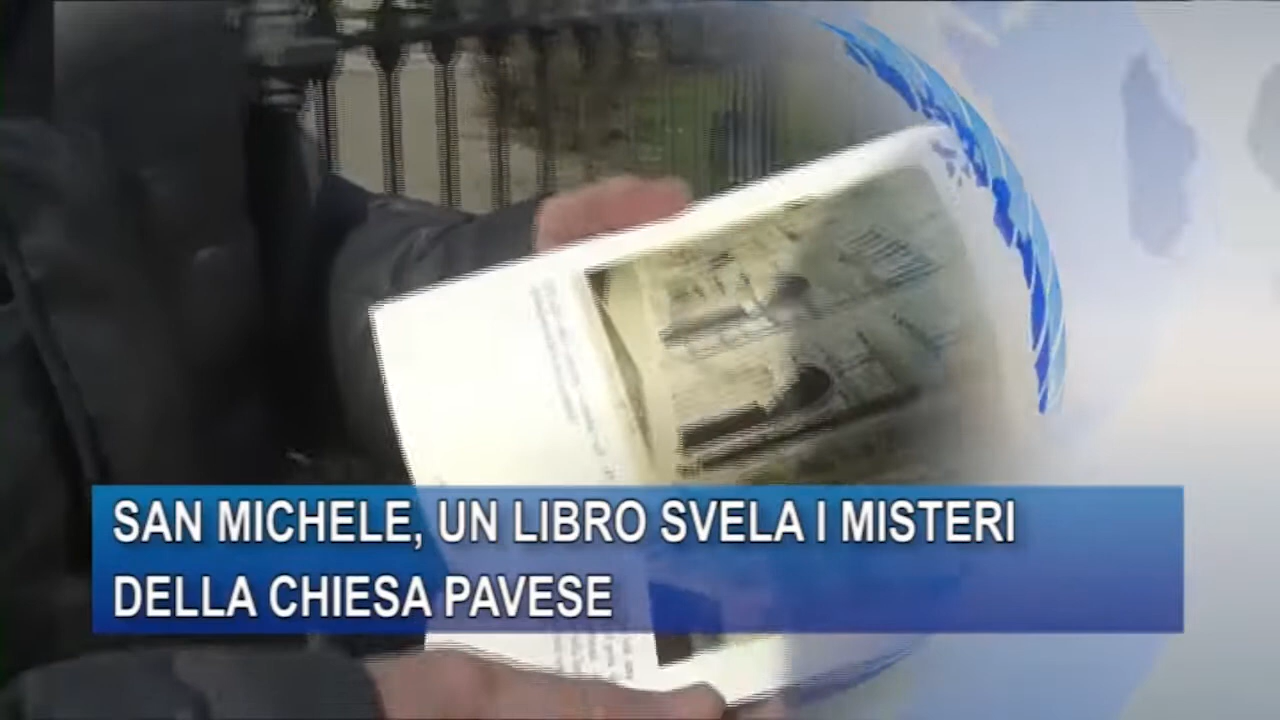 SAN MICHELE, UN LIBRO SVELA I MISTERI
DELLA CHIESA PAVESE